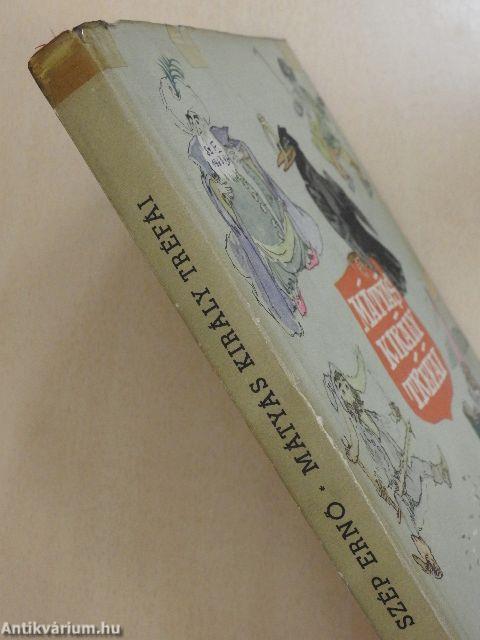 SZÉP ERNŐ * MÁTYÁS KIRÁLY TRÉFÁI
MÁTYÁS
KIRÁLY
TRÉFÁI
Antikvárium.hu